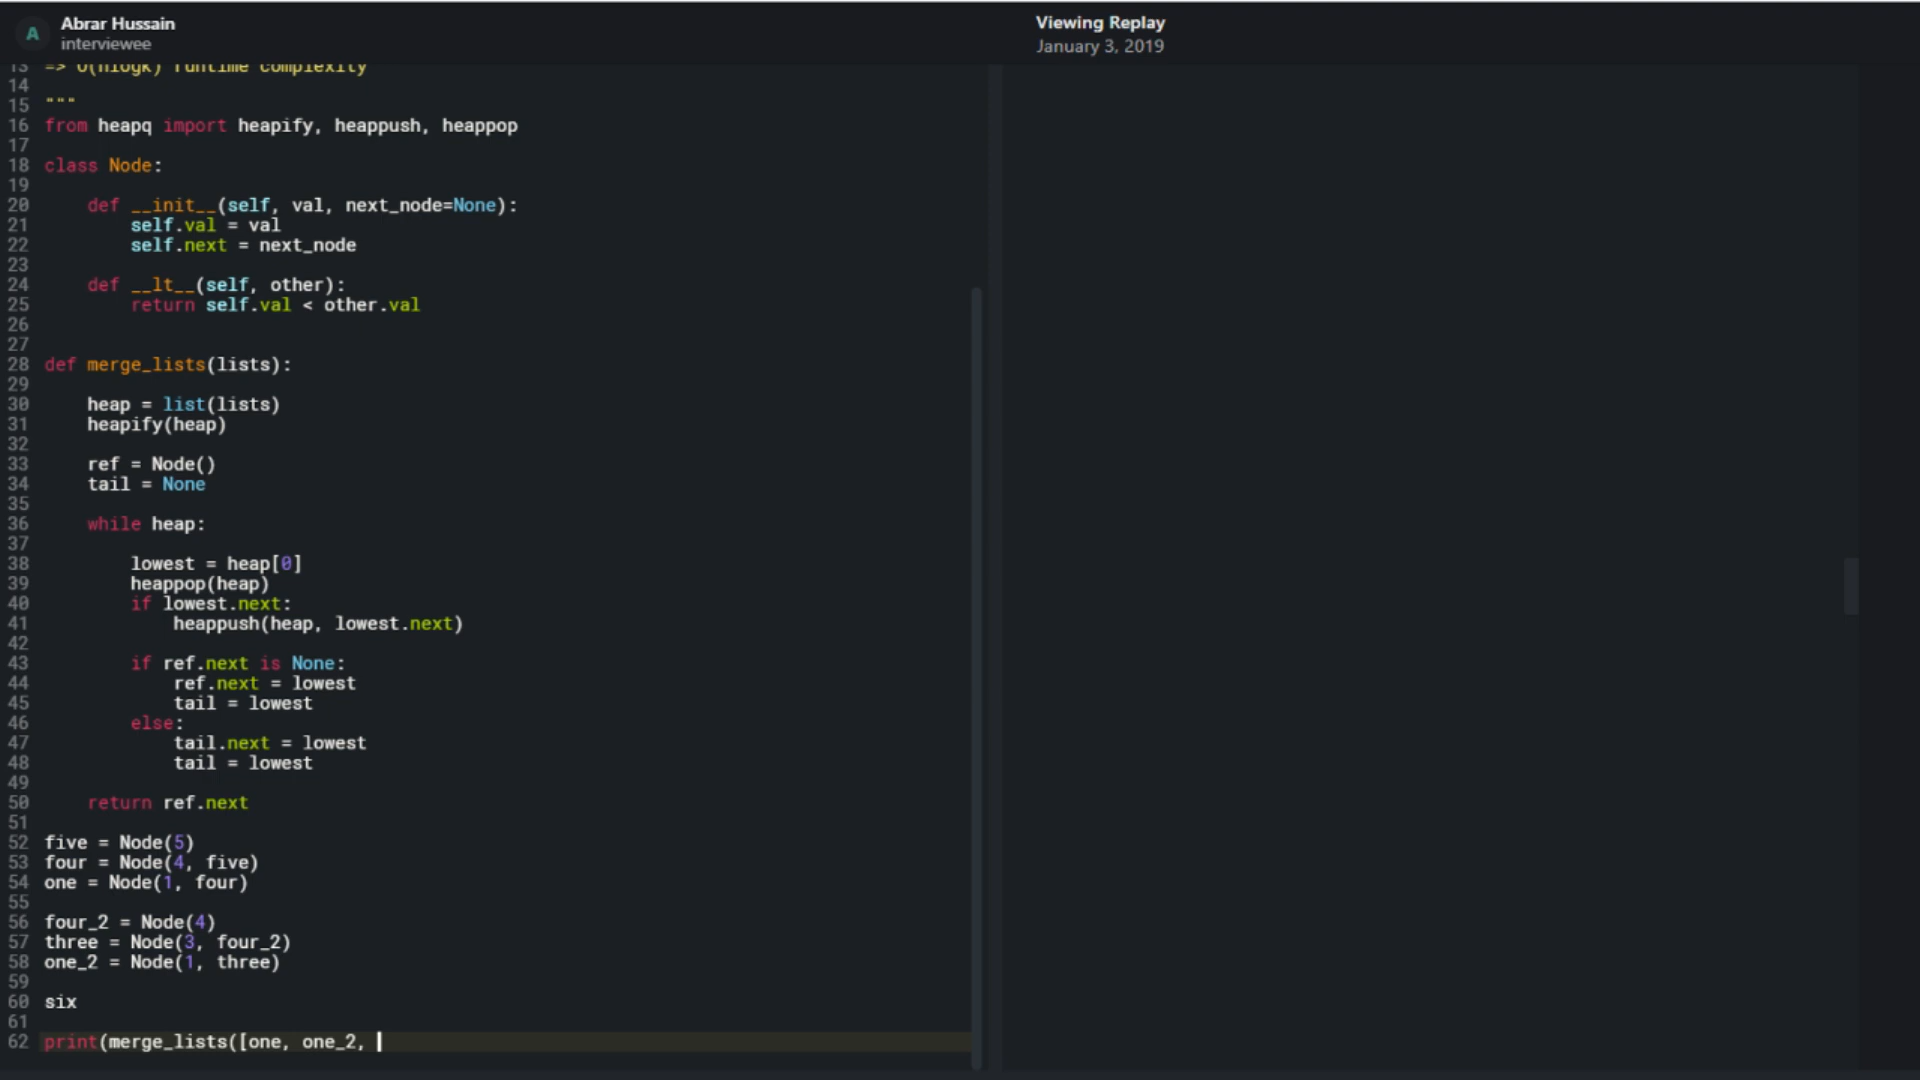 A
Abrar Hussain
interviewee
Viewing Replay
January 3, 2019
13 => O(nlogk) runtime complexity
14
15 """
16 from heapq import heapify, heappush, heappop
17
18 class Node:
19
20     def __init__(self, val, next_node=None):
21         self.val = val
22         self.next = next_node
23
24     def __lt__(self, other):
25         return self.val < other.val
26
27
28 def merge_lists(lists):
29
30     heap = list(lists)
31     heapify(heap)
32
33     ref = Node()
34     tail = None
35
36     while heap:
37
38         lowest = heap[0]
39         heappop(heap)
40         if lowest.next:
41             heappush(heap, lowest.next)
42
43         if ref.next is None:
44             ref.next = lowest
45             tail = lowest
46         else:
47             tail.next = lowest
48             tail = lowest
49
50     return ref.next
51
52 five = Node(5)
53 four = Node(4, five)
54 one = Node(1, four)
55
56 four_2 = Node(4)
57 three = Node(3, four_2)
58 one_2 = Node(1, three)
59
60 six
61
62 print(merge_lists([one, one_2,